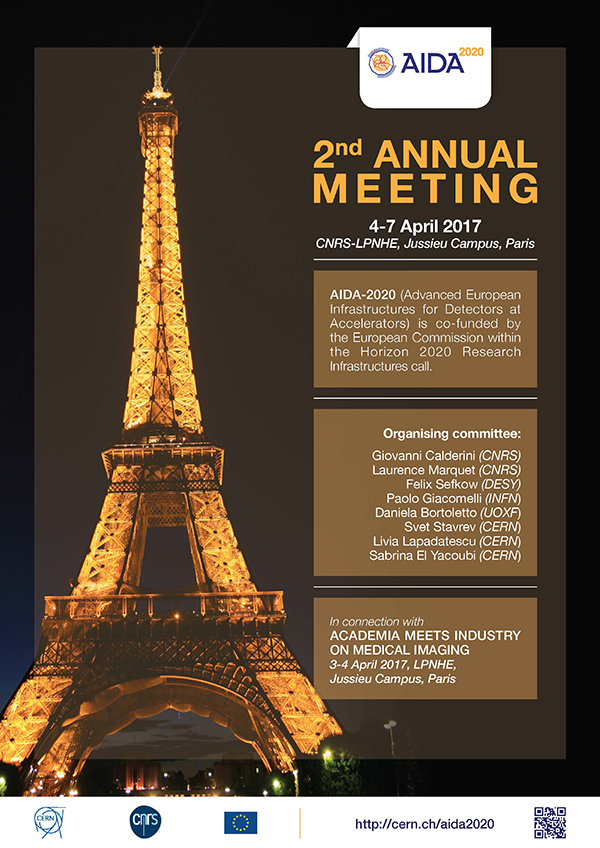 AIDA2020
2nd ANNUAL
MEETING
4-7 April 2017
CNRS-LPNHE, Jussieu Campus, Paris
AIDA-2020 (Advanced European
Infrastructures for Detectors at
Accelerators) is co-funded by
the European Commission within
the Horizon 2020 Research
Infrastructures call.
Organising committee:
Giovanni Calderini (CNRS)
Laurence Marquet (CNRS)
Felix Sefkow (DESY)
Paolo Giacomelli (INFN)
Daniela Bortoletto (UOXF)
Svet Stavrev (CERN)
Livia Lapadatescu (CERN)
Sabrina El Yacoubi (CERN)
In connection with
ACADEMIA MEETS INDUSTRY
ON MEDICAL IMAGING
3-4 April 2017, LPNHE,
Jussieu Campus, Paris
CERN
cnrs
http://cern.ch/aida2020